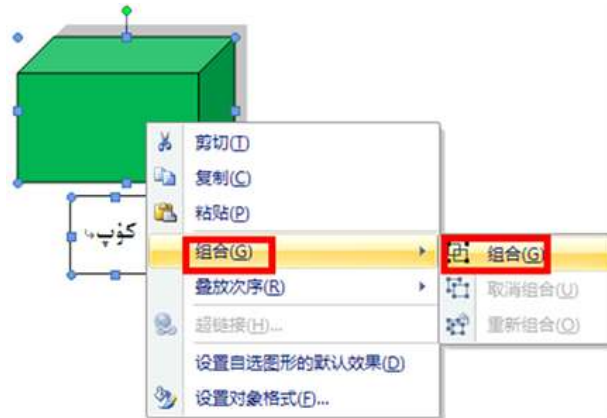 剪切(T)
复制(C)
粘贴(P)
كۇپ
组合(G)
组合(G)
叠放次序(R)
取消组合(U)
超链接(H)...
重新组合(O)
设置自选图形的默认效果(D)
设置对象格式(F)...